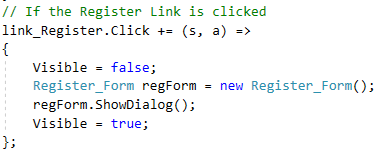 // If the Register Link is clicked
link_Register.Click += (s, a) =>
{
    Visible = false;
    Register_Form regForm = new Register_Form();
    regForm.ShowDialog();
    Visible = true;
};